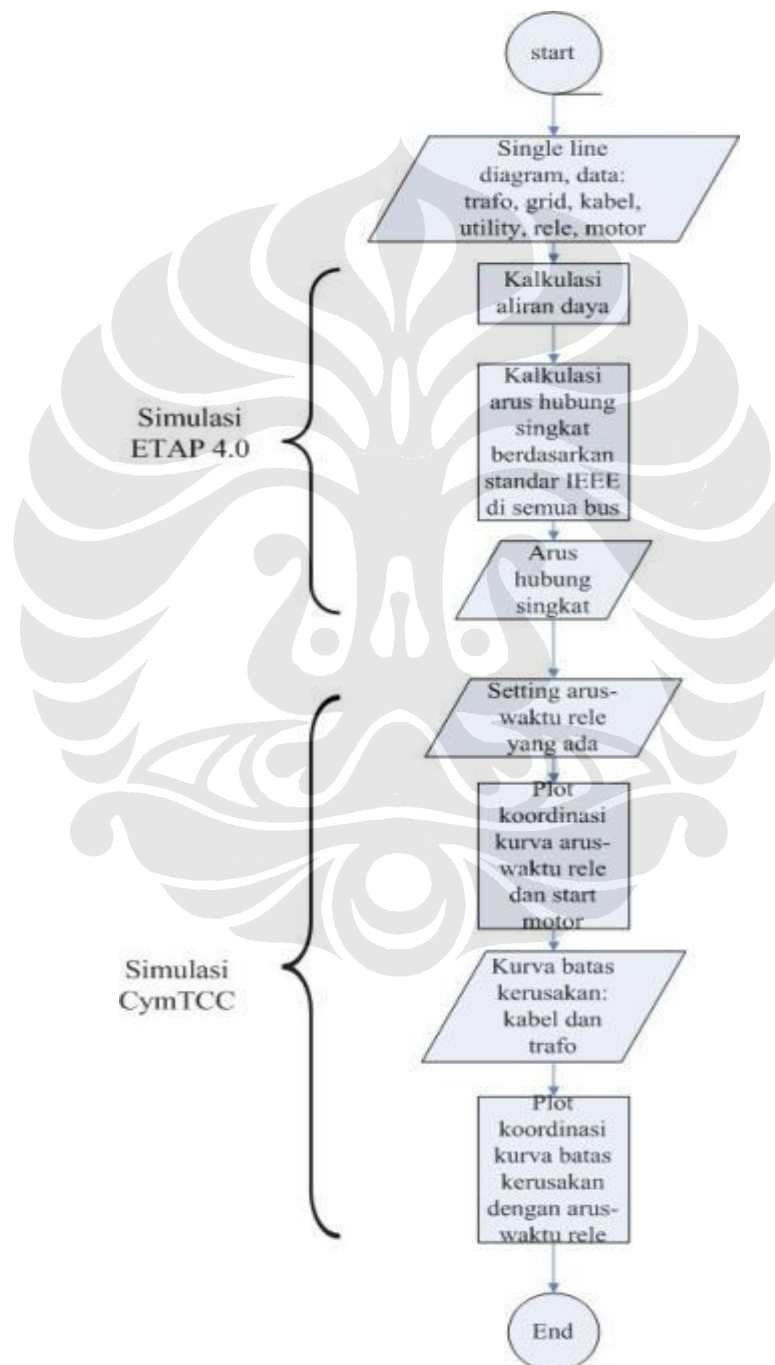 start
Single line
diagram, data:
trafo, grid, kabel,
utility, rele, motor
Kalkulasi
aliran daya
Kalkulasi
arus hubung
singkat
berdasarkan
standar IEEE
di semua bus
Arus
hubung
singkat
Simulasi
ETAP 4.0
Setting arus-
waktu rele
yang ada
Plot
koordinasi
kurva arus-
waktu rele
dan start
motor
Kurva batas
kerusakan:
kabel dan
trafo
Plot
koordinasi
kurva batas
kerusakan
dengan arus-
waktu rele
Simulasi
CymTCC
End